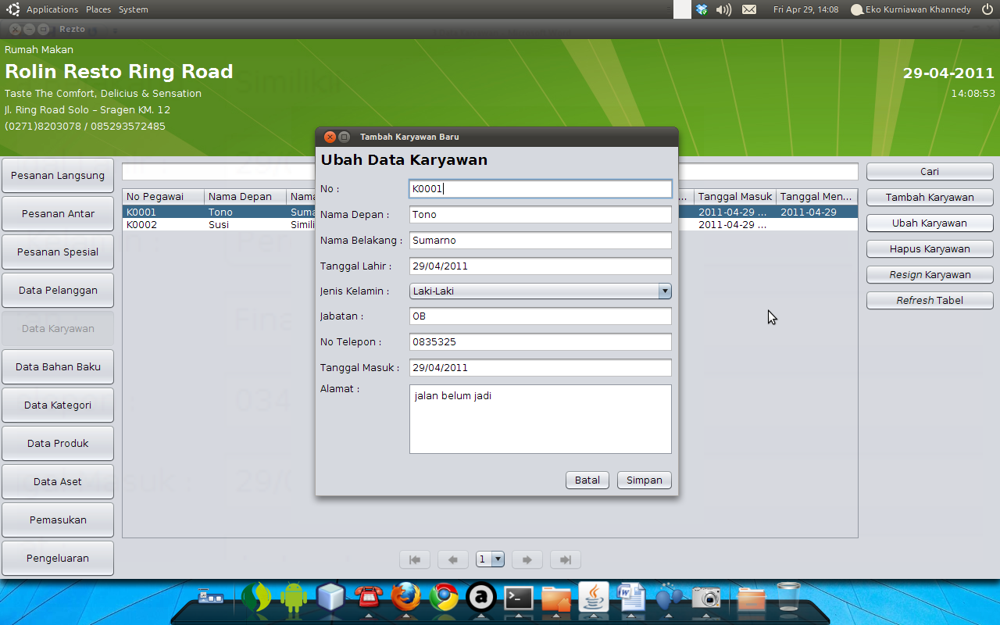 Applications Places System
Fri Apr 29, 14:08 Eko Kurniawan Khannedy
Rezto
Rumah Makan
Rolin Resto Ring Road
Taste The Comfort, Delicius & Sensation
Jl. Ring Road Solo – Sragen KM. 12
(0271)8203078 / 085293572485
29-04-2011
14:08:53
Pesanan Langsung
Pesanan Antar
Pesanan Spesial
Data Pelanggan
Data Karyawan
Data Bahan Baku
Data Kategori
Data Produk
Data Aset
Pemasukan
Pengeluaran
No Pegawai Nama Depan Nama ... Tanggal Masuk Tanggal Men...
K0001 Tono Suma 2011-04-29 ... 2011-04-29
K0002 Susi Simili 2011-04-29 ...
Tambah Karyawan Baru
Ubah Data Karyawan
No : K0001
Nama Depan : Tono
Nama Belakang : Sumarno
Tanggal Lahir : 29/04/2011
Jenis Kelamin : Laki-Laki
Jabatan : OB
No Telepon : 0835325
Tanggal Masuk : 29/04/2011
Alamat : jalan belum jadi
Batal Simpan
Cari
Tambah Karyawan
Ubah Karyawan
Hapus Karyawan
Resign Karyawan
Refresh Tabel
1